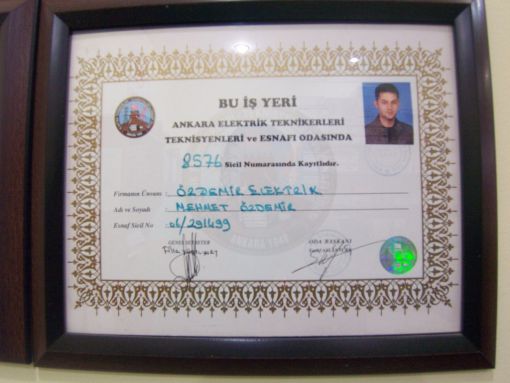 BU İŞ YERİ
ANKARA ELEKTRİK TEKNİKERLERİ
TEKNİSYENLERİ ve ESNAFI ODASINDA
8576 Sicil Numarasında Kayıtlıdır.
Firmanın Ünvanı : ÖZDEMİR ELEKTRİK
Adı ve Soyadı : MEHMET ÖZDEMİR
Esnaf Sicil No : 06/291499
GENEL SEKRETER ODA BAŞKANI